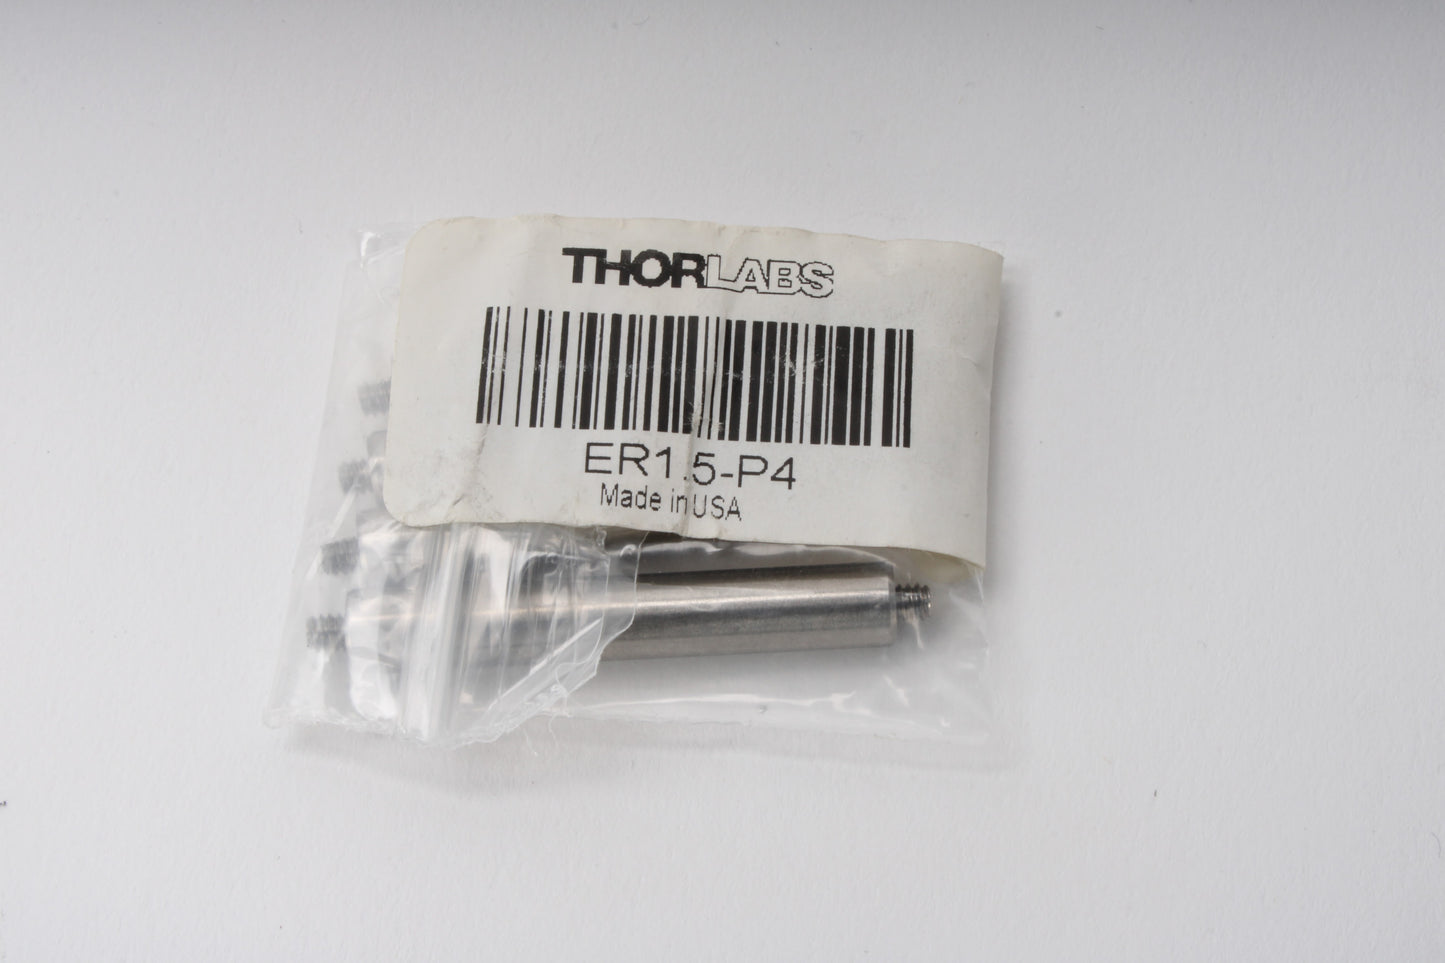 THORLABS
ER1.5-P4
Made in USA